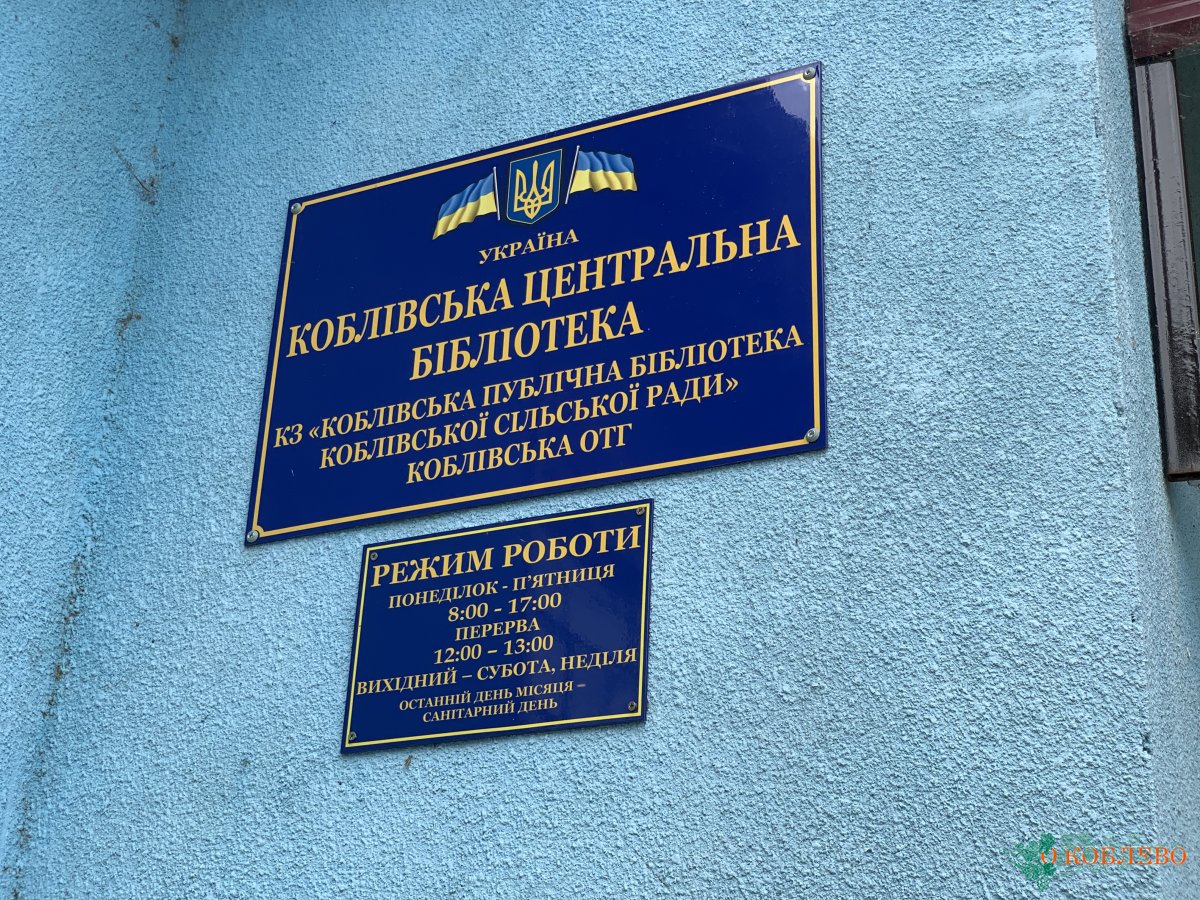 УКРАЇНА
КОБЛІВСЬКА ЦЕНТРАЛЬНА
БІБЛІОТЕКА
КЗ «КОБЛІВСЬКА ПУБЛІЧНА БІБЛІОТЕКА
КОБЛІВСЬКОЇ СІЛЬСЬКОЇ РАДИ»
КОБЛІВСЬКА ОТГ
РЕЖИМ РОБОТИ
ПОНЕДІЛОК - П'ЯТНИЦЯ
8:00 - 17:00
ПЕРЕРВА
12:00 – 13:00
ВИХІДНИЙ – СУБОТА, НЕДІЛЯ
ОСТАННІЙ ДЕНЬ МІСЯЦЯ –
САНІТАРНИЙ ДЕНЬ
О КОБЛЕВО